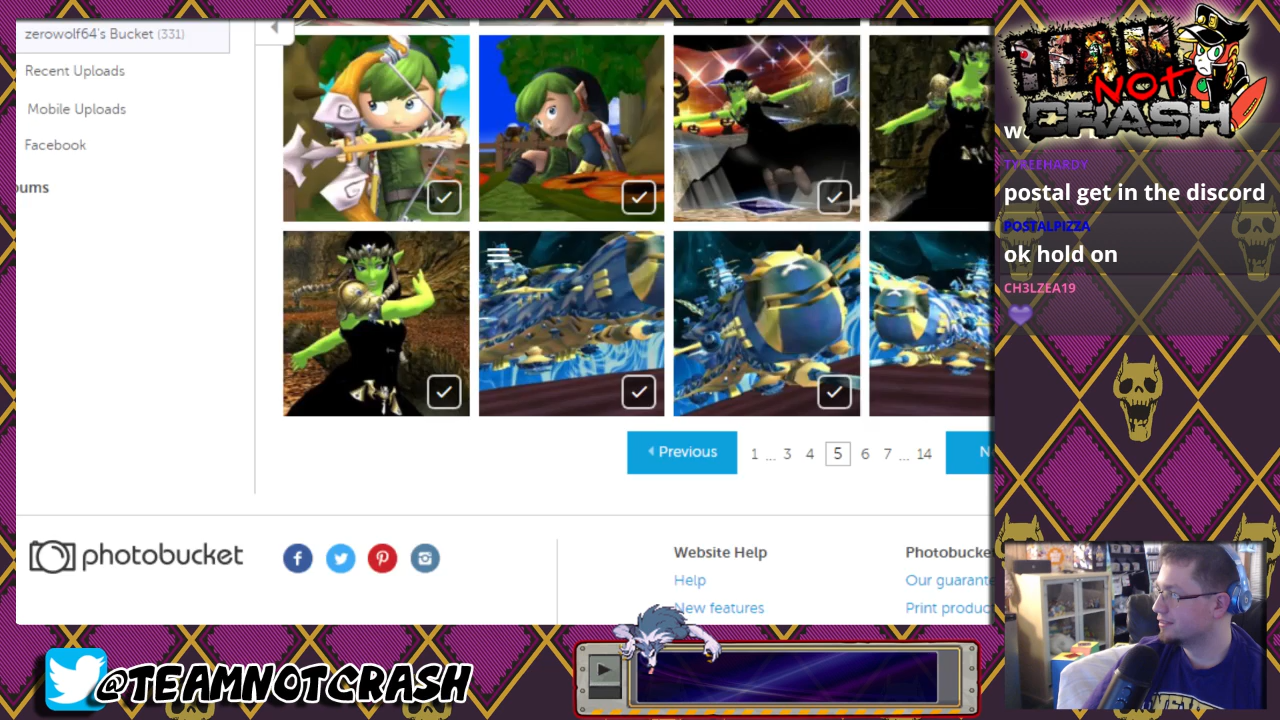 zerowolf64's Bucket (331)
Recent Uploads
Mobile Uploads
Facebook
ums
Previous
1 ... 3 4 5 6 7 ... 14
N
photobucket
Website Help
Help
New features
Photobucke
Our guarante
Print produc
TEAM
NOT
CRASH
w
TYREEHARDY
postal get in the discord
POSTALPIZZA
ok hold on
CH3LZEA19
@TEAMNOTCRASH